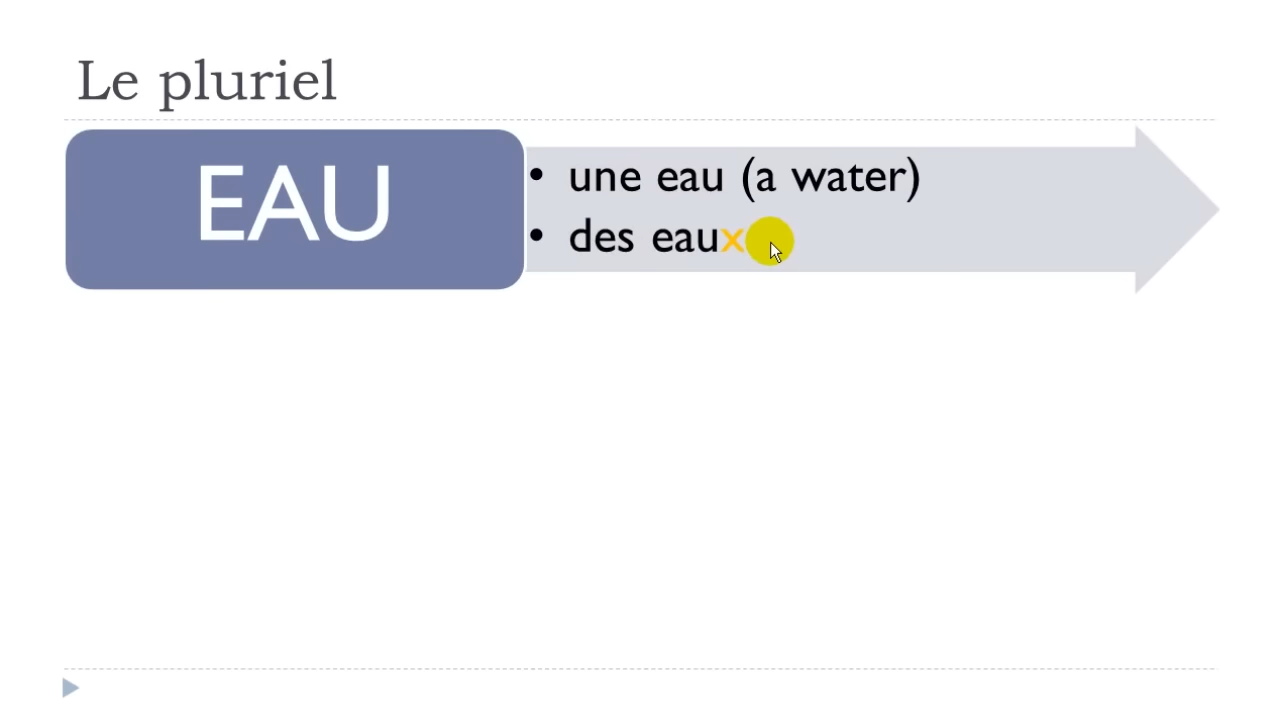 Le pluriel
EAU
• une eau (a water)
• des eaux